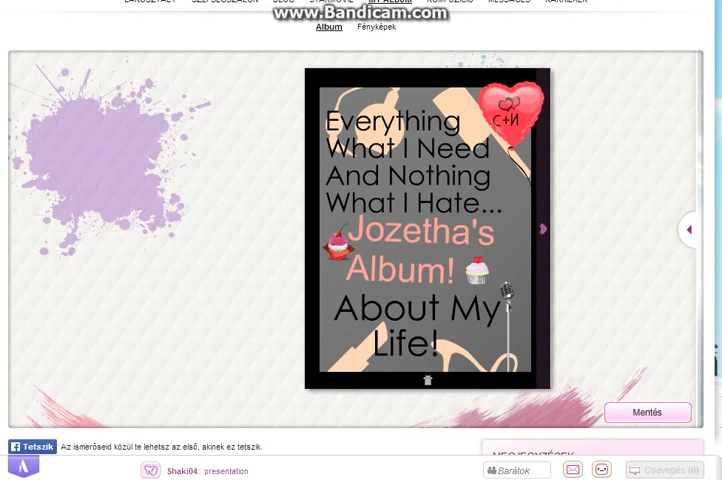 www.Bandicam.com
Album Fényképek
Everything
What I Need
And Nothing
What I Hate...
C+И
Jozetha's
Album!
About My
Life!
Mentés
Tetszik Az ismerőseid közül te lehetsz az első, akinek ez tetszik.
MEGJEGYZÉSEK
Shaki04: presentation
Barátok
Csevegés (0)